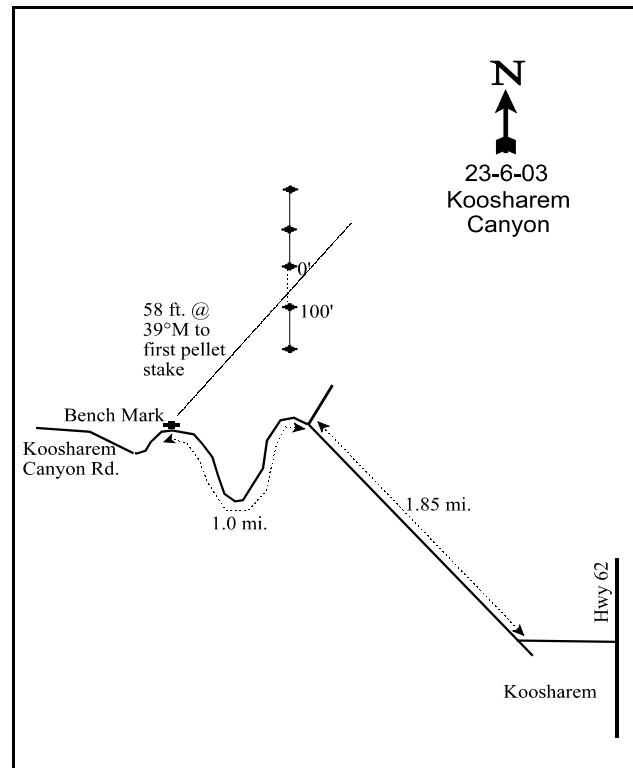 N
23-6-03
Koosharem
Canyon
0'
100'
58 ft. @
39°M to
first pellet
stake
Bench Mark
Koosharem
Canyon Rd.
1.0 mi.
1.85 mi.
Hwy 62
Koosharem